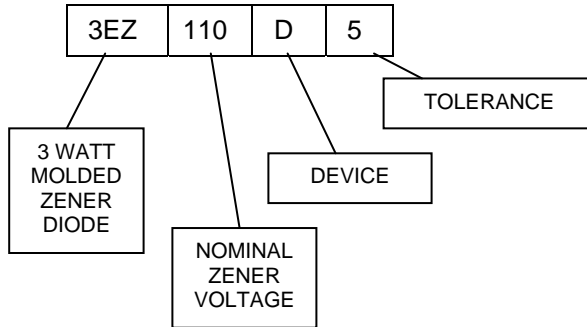 3EZ 110 D 5
TOLERANCE
3 WATT
MOLDED
ZENER
DIODE
DEVICE
NOMINAL
ZENER
VOLTAGE